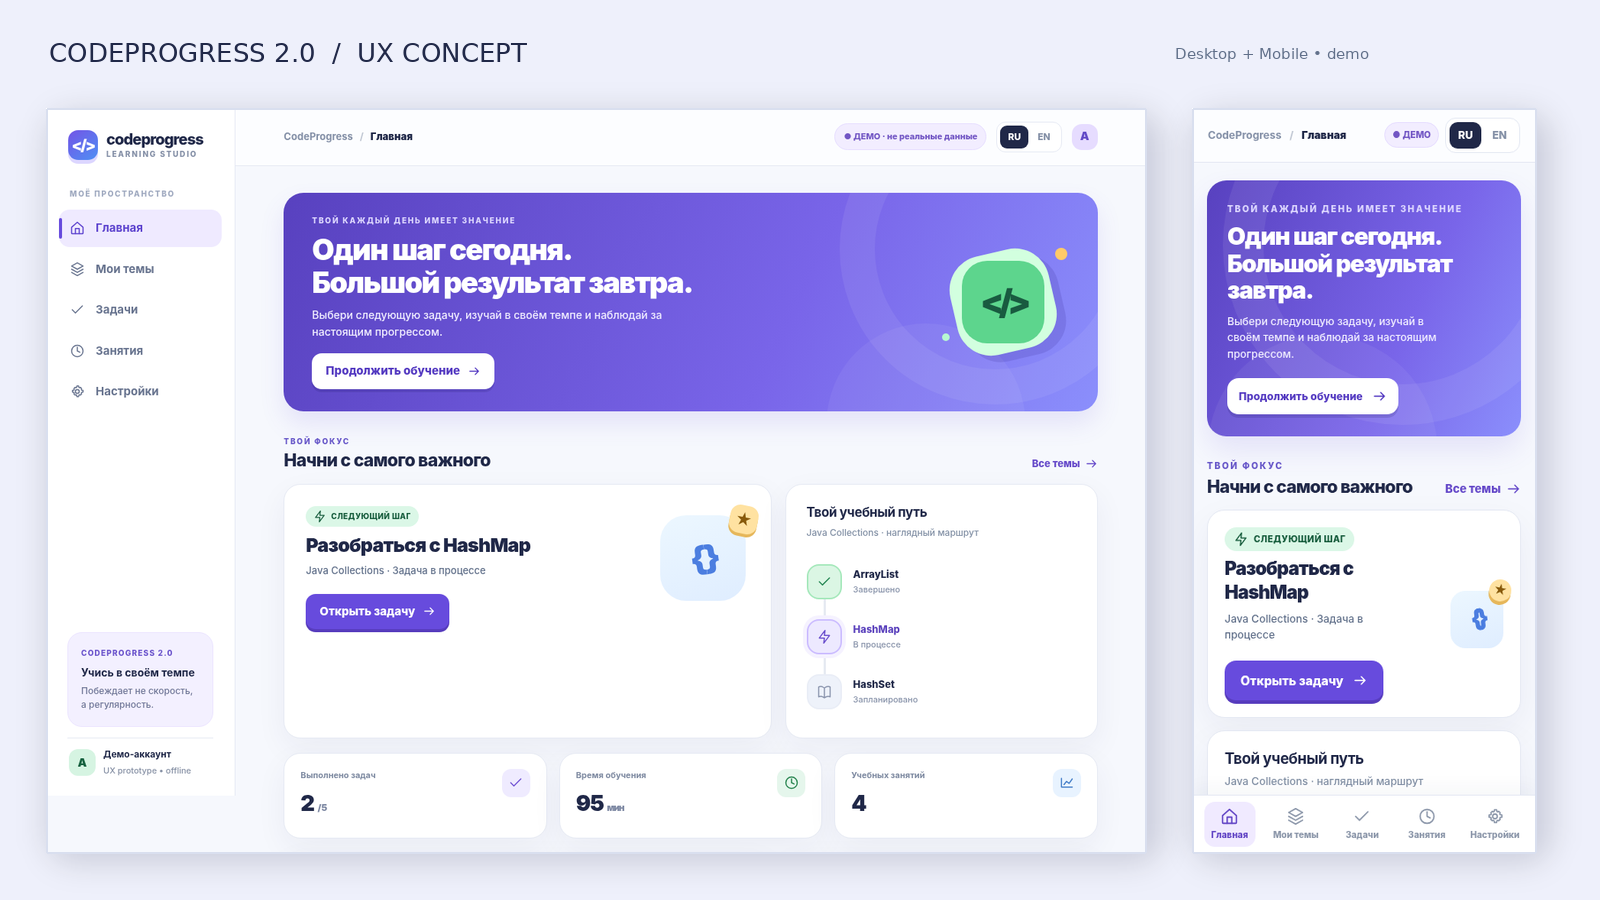 CODEPROGRESS 2.0 / UX CONCEPT
Desktop + Mobile • demo
</> codeprogress
LEARNING STUDIO
МОЁ ПРОСТРАНСТВО
Главная
Мои темы
Задачи
Занятия
Настройки
CODEPROGRESS 2.0
Учись в своём темпе
Побеждает не скорость,
а регулярность.
A
Демо-аккаунт
UX prototype • offline
CodeProgress / Главная
ДЕМО · не реальные данные
RU EN
A
ТВОЙ КАЖДЫЙ ДЕНЬ ИМЕЕТ ЗНАЧЕНИЕ
Один шаг сегодня.
Большой результат завтра.
Выбери следующую задачу, изучай в своём темпе и наблюдай за
настоящим прогрессом.
Продолжить обучение →
</>
ТВОЙ ФОКУС
Начни с самого важного
Все темы →
СЛЕДУЮЩИЙ ШАГ
Разобраться с HashMap
Java Collections · Задача в процессе
Открыть задачу →
{}
Твой учебный путь
Java Collections · наглядный маршрут
ArrayList
Завершено
HashMap
В процессе
HashSet
Запланировано
Выполнено задач
2 /5
Время обучения
95 мин
Учебных занятий
4
CodeProgress / Главная
ДЕМО
RU EN
ТВОЙ КАЖДЫЙ ДЕНЬ ИМЕЕТ ЗНАЧЕНИЕ
Один шаг сегодня.
Большой результат
завтра.
Выбери следующую задачу, изучай в
своём темпе и наблюдай за настоящим
прогрессом.
Продолжить обучение →
ТВОЙ ФОКУС
Начни с самого важного
Все темы →
СЛЕДУЮЩИЙ ШАГ
Разобраться с
HashMap
Java Collections · Задача в
процессе
Открыть задачу →
{}
Твой учебный путь
Java Collections · наглядный маршрут
Главная
Мои темы
Задачи
Занятия
Настройки